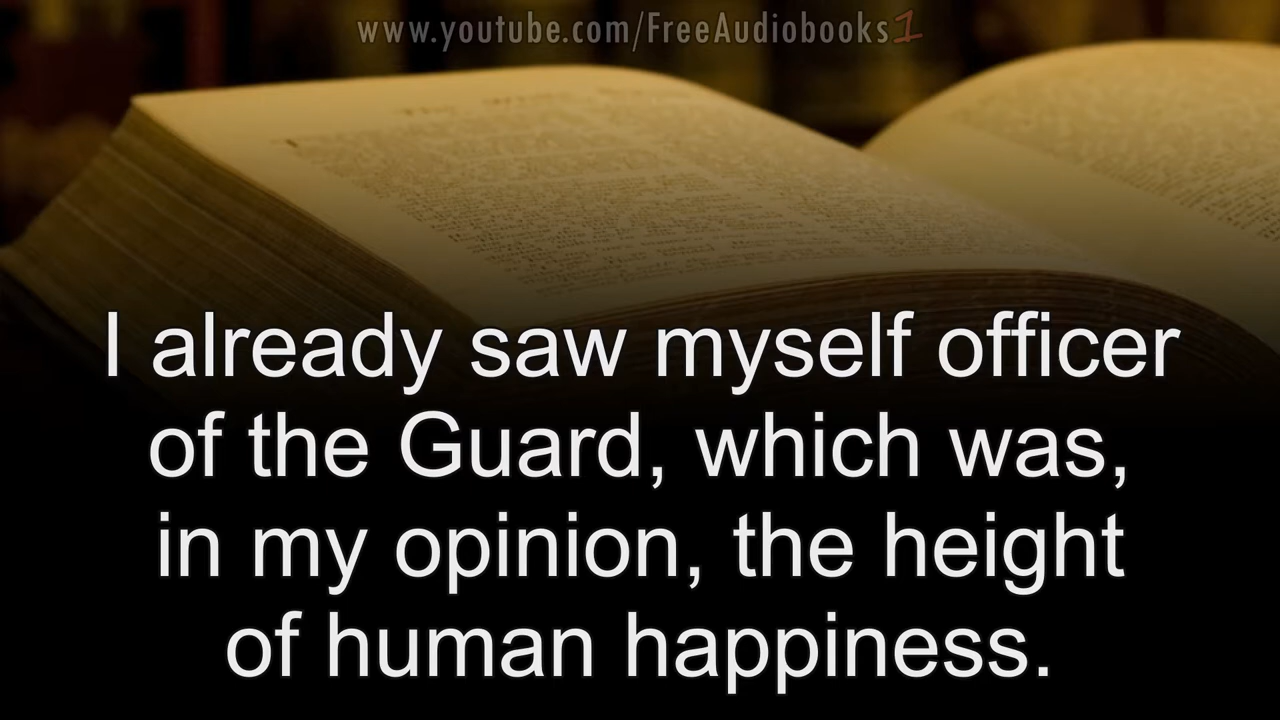 www.youtube.com/FreeAudiobooks1
I already saw myself officer
of the Guard, which was,
in my opinion, the height
of human happiness.